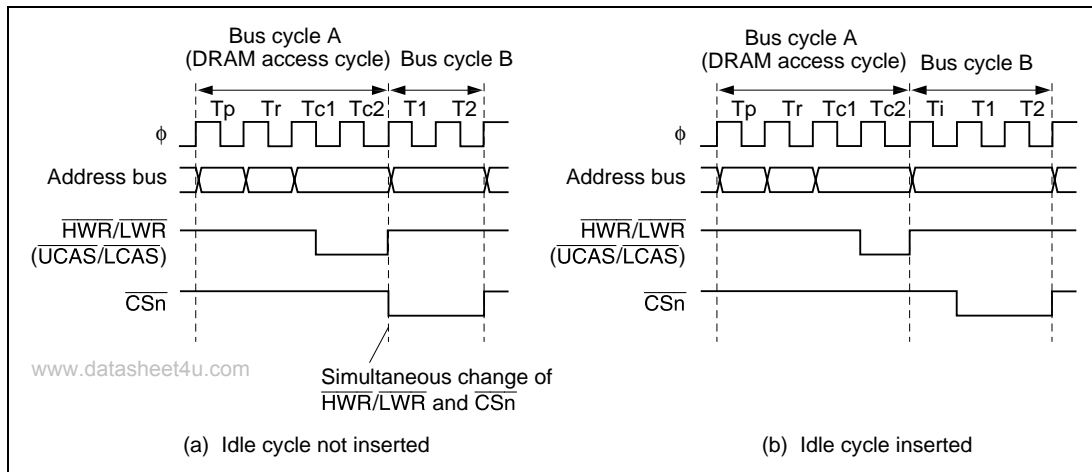 Bus cycle A
(DRAM access cycle) Bus cycle B
Tp Tr Tc1 Tc2 T1 T2
ϕ
Address bus
HWR/LWR
(UCAS/LCAS)
CSn
Simultaneous change of
HWR/LWR and CSn
(a) Idle cycle not inserted
Bus cycle A
(DRAM access cycle) Bus cycle B
Tp Tr Tc1 Tc2 Ti T1 T2
ϕ
Address bus
HWR/LWR
(UCAS/LCAS)
CSn
(b) Idle cycle inserted
www.datasheet4u.com